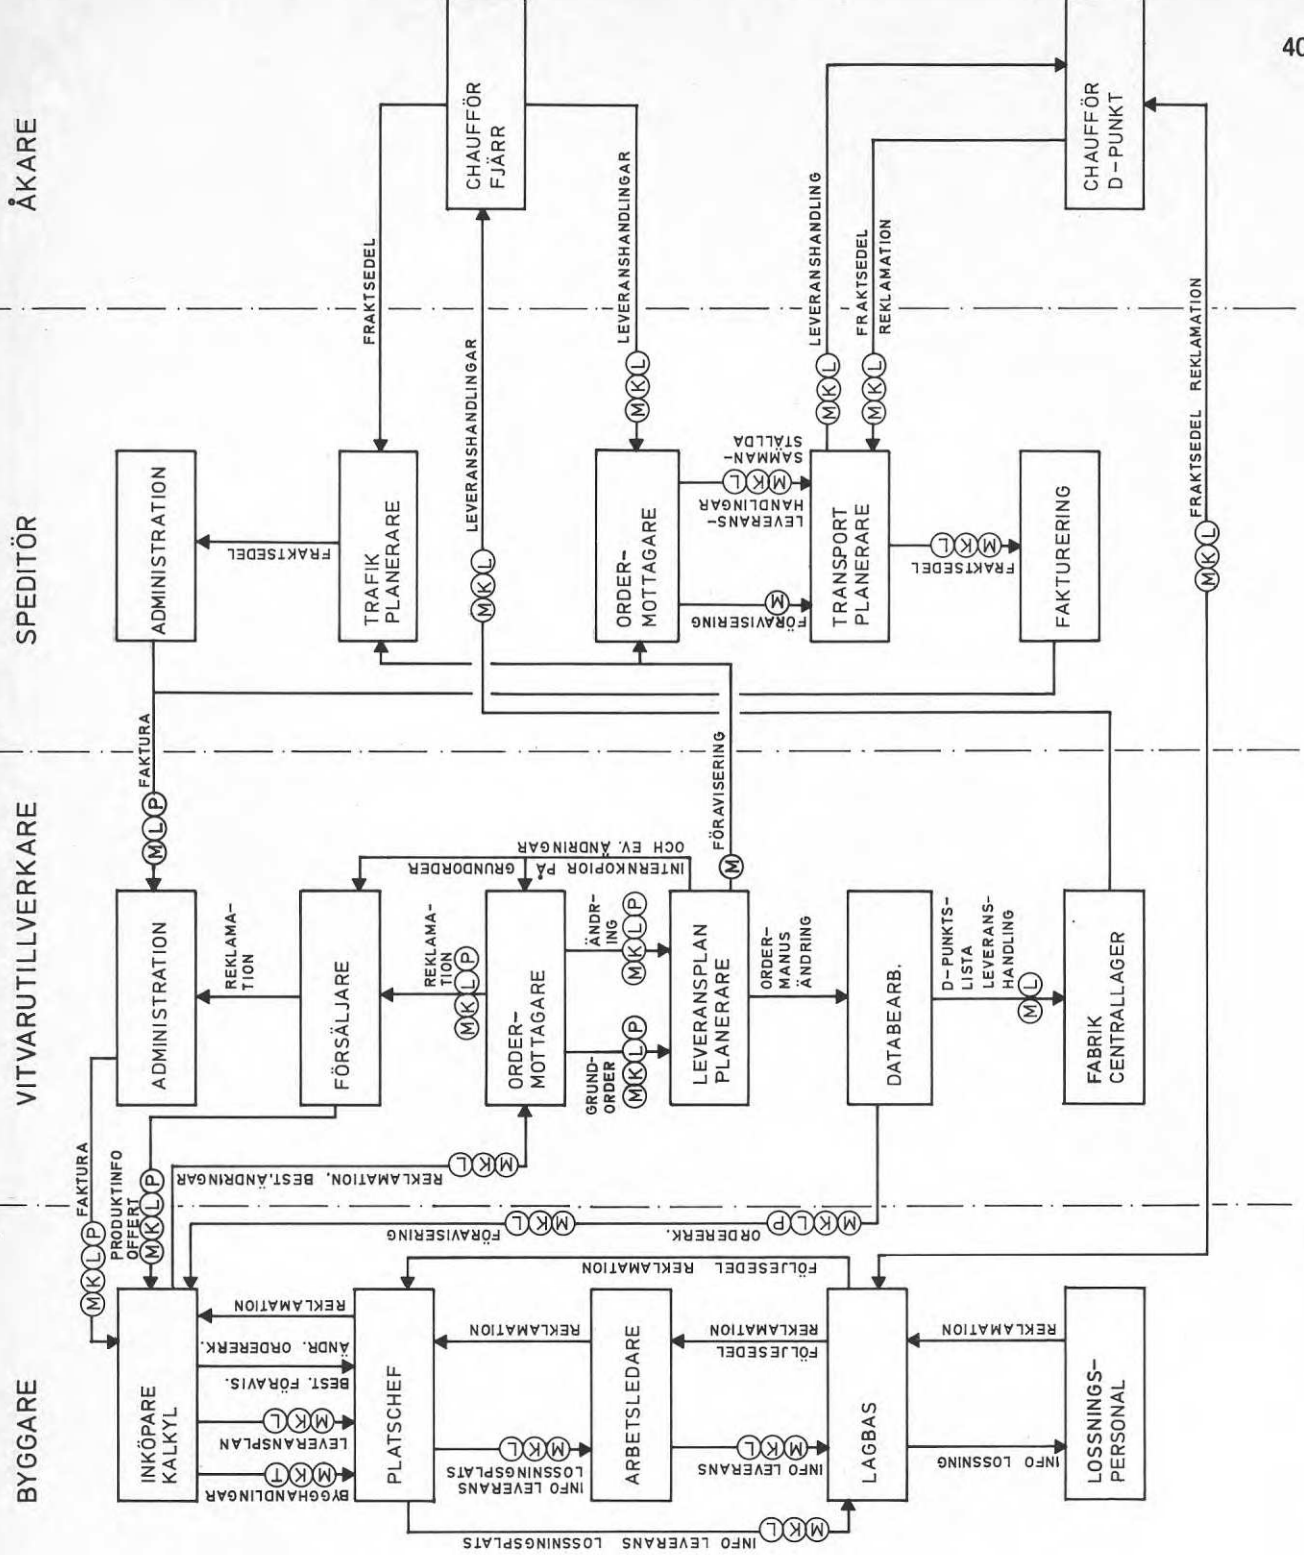 40
BYGGARE
VITVARUTILLVERKARE
SPEDITÖR
ÅKARE
INKÖPARE
KALKYL
PLATSCHEF
ARBETSLEDARE
LAGBAS
LOSSNINGS-
PERSONAL
BYGGHANDLINGAR
M K T
LEVERANSPLAN
M K L
BEST. FÖRAVIS.
ÄNDR. ORDERERK.
REKLAMATION
INFO LEVERANS
LOSSNINGSPLATS
M K L
REKLAMATION
INFO LEVERANS
M K L
FÖLJESEDEL
REKLAMATION
INFO LOSSNING
REKLAMATION
INFO LEVERANS LOSSNINGSPLATS
M K L
FÖLJESEDEL REKLAMATION
M K L P
FAKTURA
PRODUKTINFO
OFFERT
M K L P
REKLAMATION, BEST.ÄNDRINGAR
M K L
FÖRAVISERING
M K L
ORDERERK.
M K L P
ADMINISTRATION
FÖRSÄLJARE
ORDER-
MOTTAGARE
LEVERANSPLAN
PLANERARE
DATABEARB.
FABRIK
CENTRALLAGER
REKLAMA-
TION
REKLAMA-
TION
M K L P
GRUND-
ORDER
M K L P
ÄNDR-
ING
M K L P
INTERNKOPIOR PÅ GRUNDORDER
OCH EV. ÄNDRINGAR
ORDER-
MANUS
ÄNDRING
D-PUNKTS-
LISTA
LEVERANS-
HANDLING
M L
M L P
FAKTURA
M
FÖRAVISERING
ADMINISTRATION
TRAFIK
PLANERARE
ORDER-
MOTTAGARE
TRANSPORT
PLANERARE
FAKTURERING
FRAKTSEDEL
FÖRAVISERING
M
LEVERANS-
HANDLINGAR
M K L
SAMMAN-
STÄLLDA
FRAKTSEDEL
M K L
M K L
LEVERANSHANDLINGAR
FRAKTSEDEL
M K L
LEVERANSHANDLINGAR
M K L
LEVERANSHANDLING
M K L
FRAKTSEDEL
REKLAMATION
M K L
FRAKTSEDEL REKLAMATION
CHAUFFÖR
FJÄRR
CHAUFFÖR
D-PUNKT